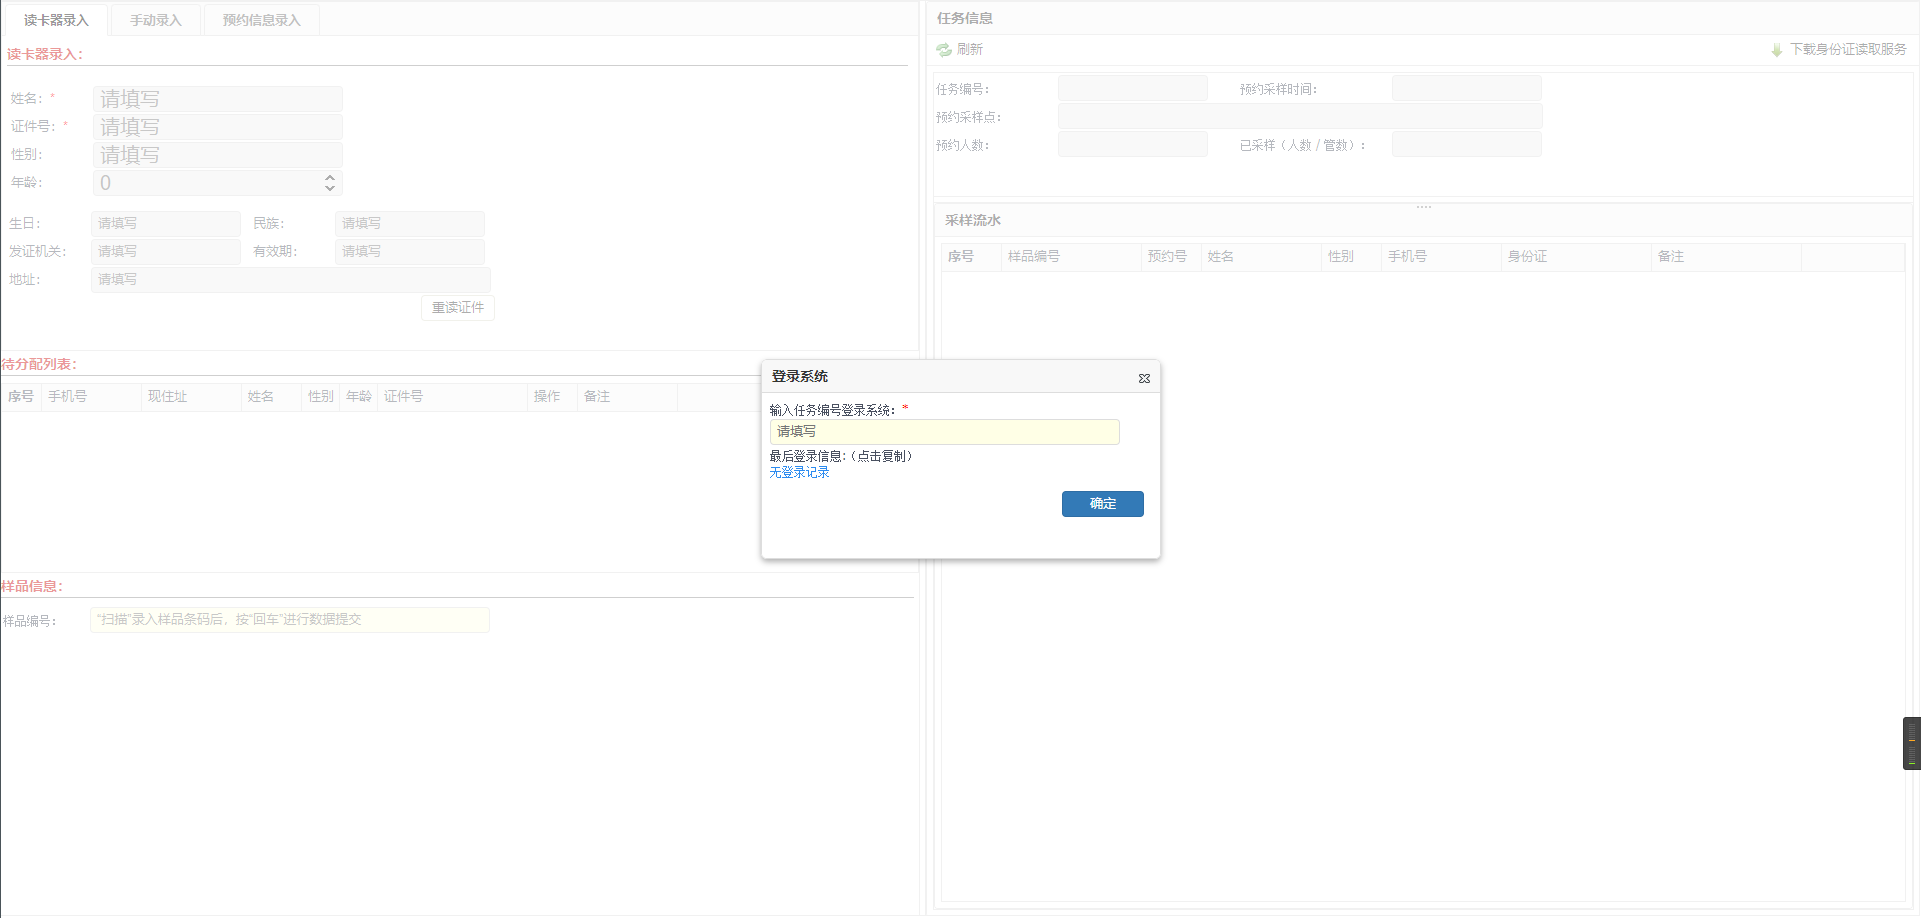 读卡器录入 手动录入 预约信息录入
读卡器录入：
姓名：* 请填写
证件号：* 请填写
性别： 请填写
年龄： 0
生日： 请填写 民族： 请填写
发证机关： 请填写 有效期： 请填写
地址： 请填写
重读证件
待分配列表：
序号 手机号 现住址 姓名 性别 年龄 证件号 操作 备注
样品信息：
样品编号： “扫描”录入样品条码后，按“回车”进行数据提交
任务信息
刷新 下载身份证读取服务
任务编号： 预约采样时间：
预约采样点：
预约人数： 已采样（人数 / 管数）：
采样流水
序号 样品编号 预约号 姓名 性别 手机号 身份证 备注
登录系统
输入任务编号登录系统：*
请填写
最后登录信息:（点击复制）
无登录记录
确定